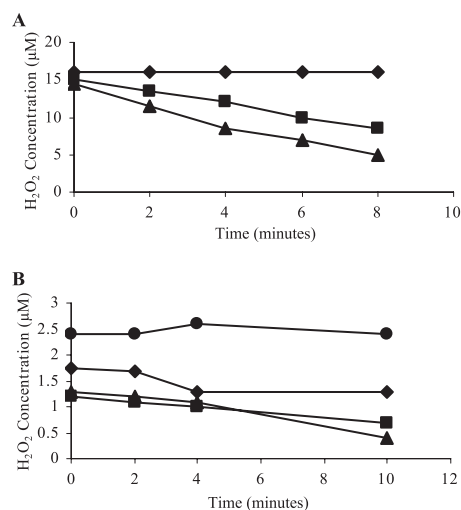 A
H₂O₂ Concentration (μM)
20
15
10
5
0
0 2 4 6 8 10
Time (minutes)
B
H₂O₂ Concentration (μM)
3
2.5
2
1.5
1
0.5
0
0 2 4 6 8 10 12
Time (minutes)